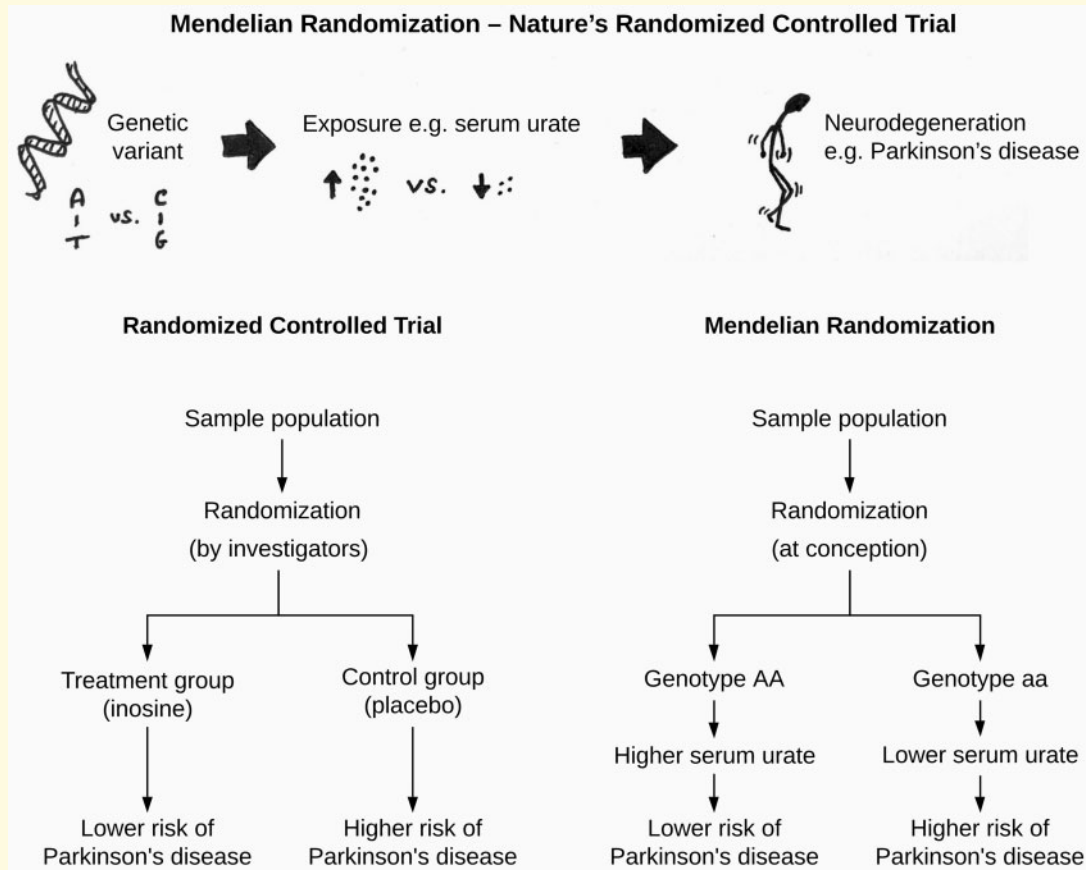 Mendelian Randomization – Nature's Randomized Controlled Trial
Genetic
variant
A vs. C
T G
Exposure e.g. serum urate
vs.
Neurodegeneration
e.g. Parkinson's disease
Randomized Controlled Trial
Sample population
Randomization
(by investigators)
Treatment group
(inosine)
Control group
(placebo)
Lower risk of
Parkinson's disease
Higher risk of
Parkinson's disease
Mendelian Randomization
Sample population
Randomization
(at conception)
Genotype AA
Genotype aa
Higher serum urate
Lower serum urate
Lower risk of
Parkinson's disease
Higher risk of
Parkinson's disease